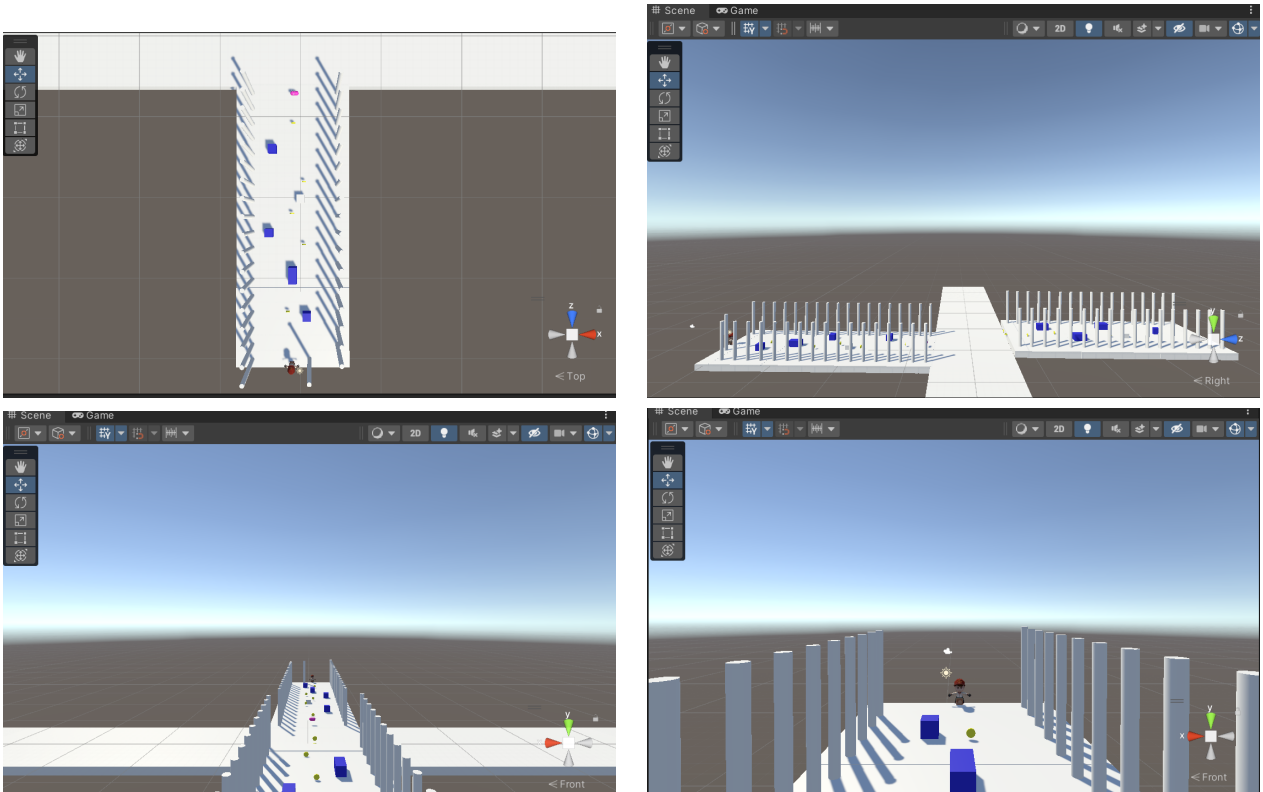 z
x
< Top
Scene Game
2D
y
z
< Right
Scene Game
2D
y
x
< Front
Scene Game
2D
y
x
< Front